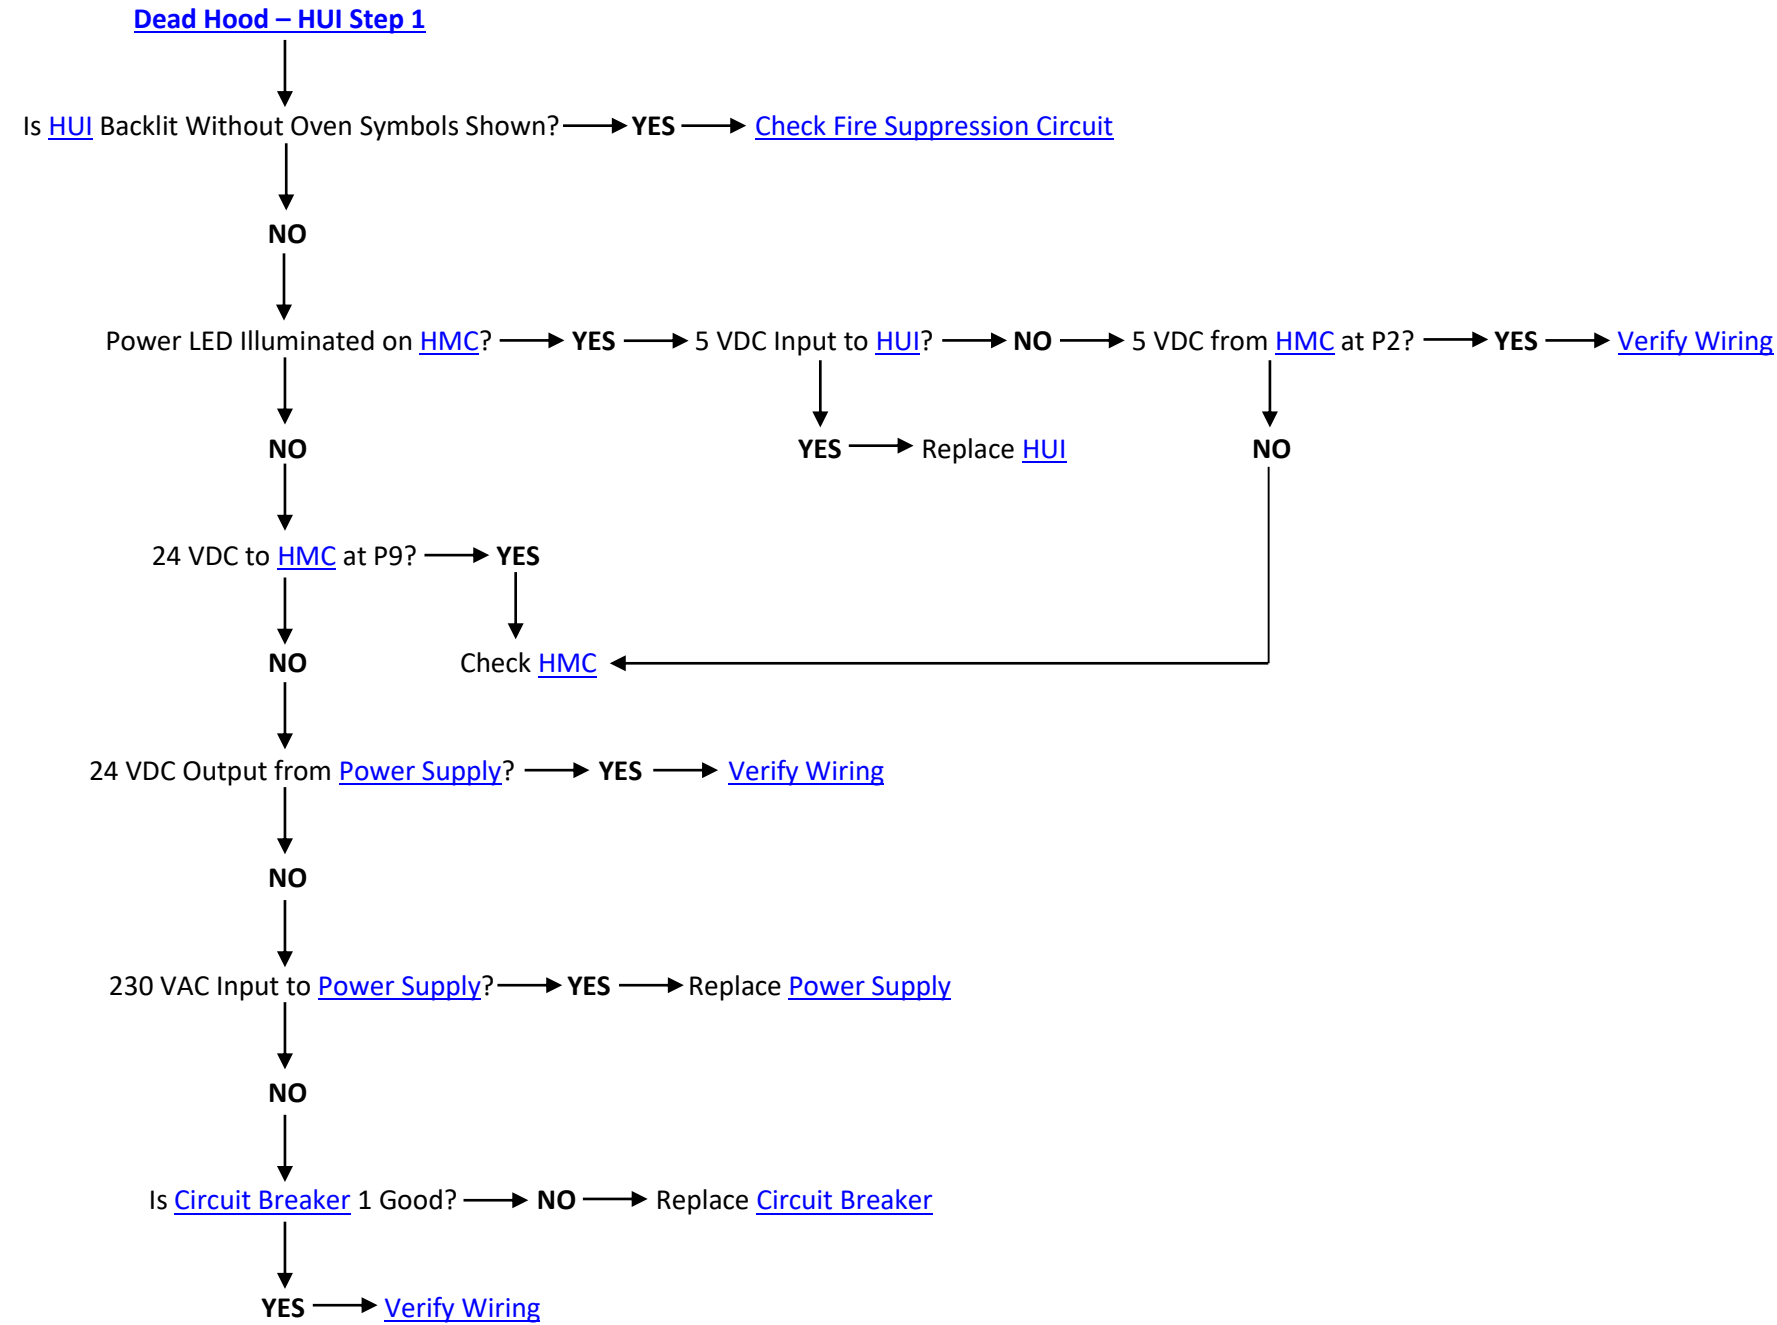 Dead Hood – HUI Step 1
Is HUI Backlit Without Oven Symbols Shown? YES Check Fire Suppression Circuit
NO
Power LED Illuminated on HMC? YES 5 VDC Input to HUI? NO 5 VDC from HMC at P2? YES Verify Wiring
NO YES Replace HUI NO
24 VDC to HMC at P9? YES
NO Check HMC
24 VDC Output from Power Supply? YES Verify Wiring
NO
230 VAC Input to Power Supply? YES Replace Power Supply
NO
Is Circuit Breaker 1 Good? NO Replace Circuit Breaker
YES Verify Wiring